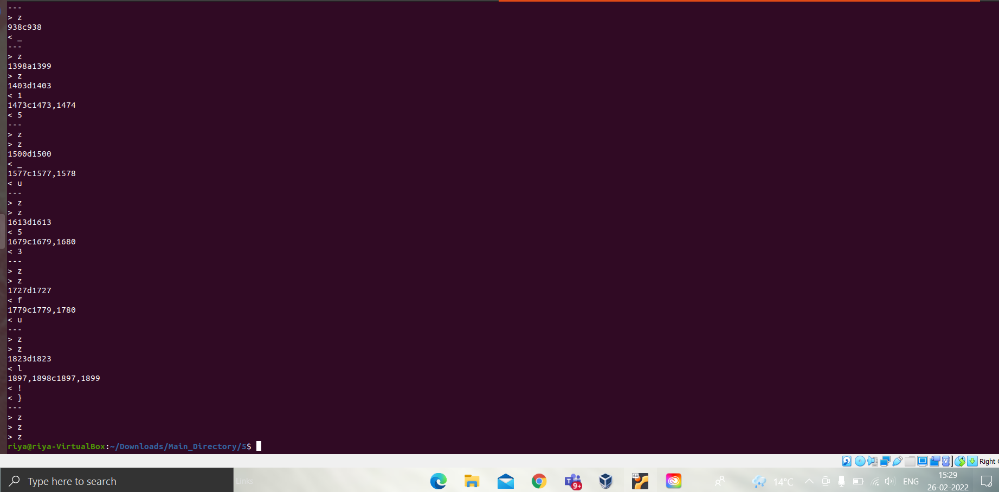 ---
> z
938c938
< _
---
> z
1398a1399
> z
1403d1403
< 1
1473c1473,1474
< 5
---
> z
> z
1500d1500
< _
1577c1577,1578
< u
---
> z
> z
1613d1613
< 5
1679c1679,1680
< 3
---
> z
> z
1727d1727
< f
1779c1779,1780
< u
---
> z
> z
1823d1823
< l
1897,1898c1897,1899
< !
< }
---
> z
> z
> z
riya@riya-VirtualBox:~/Downloads/Main_Directory/5$
Right
Type here to search
Links
9+
64
14°C
ENG
15:29
26-02-2022